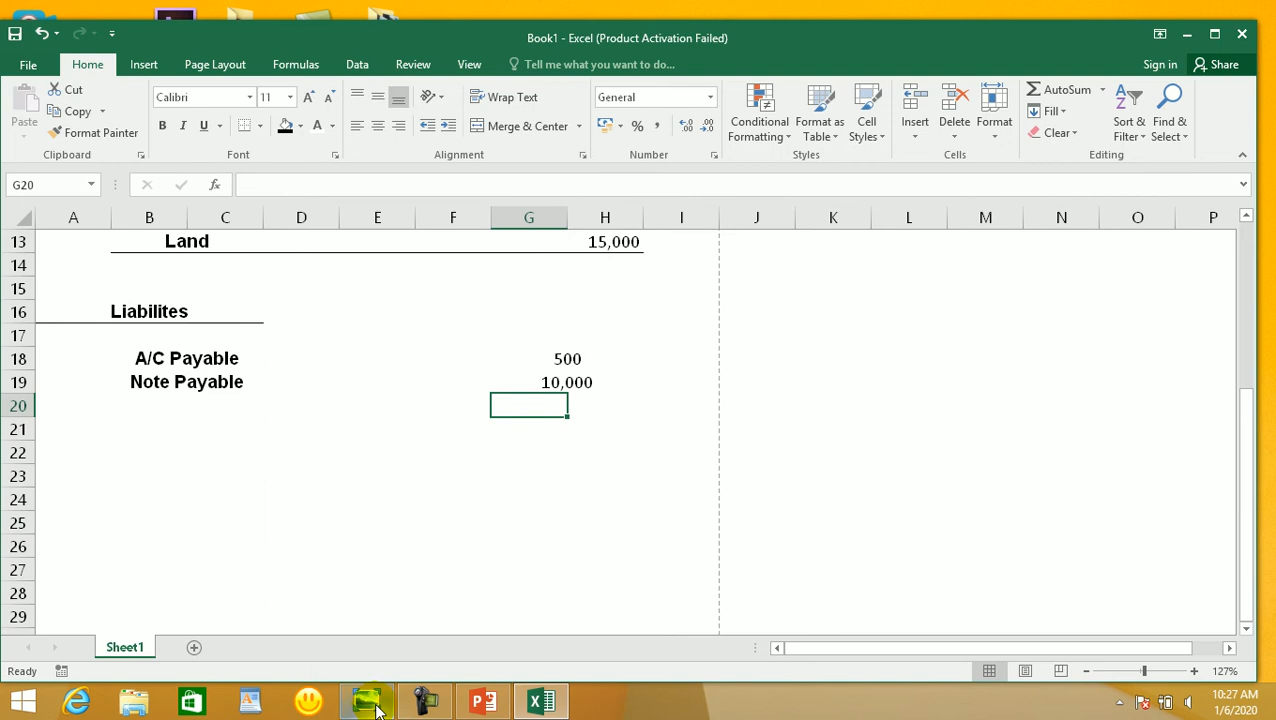 Book1 - Excel (Product Activation Failed)
File Home Insert Page Layout Formulas Data Review View Tell me what you want to do... Sign in Share
Paste
Cut
Copy
Format Painter
Clipboard
Calibri 11
B I U A
Font
Wrap Text
Merge & Center
Alignment
General
%
Number
Conditional Formatting
Format as Table
Cell Styles
Styles
Insert
Delete
Format
Cells
AutoSum
Fill
Clear
Sort & Filter
Find & Select
Editing
G20 fx
A B C D E F G H I J K L M N O P
13 Land 15,000
14
15
16 Liabilites
17
18 A/C Payable 500
19 Note Payable 10,000
20
21
22
23
24
25
26
27
28
29
Sheet1
Ready 127%
10:27 AM
1/6/2020